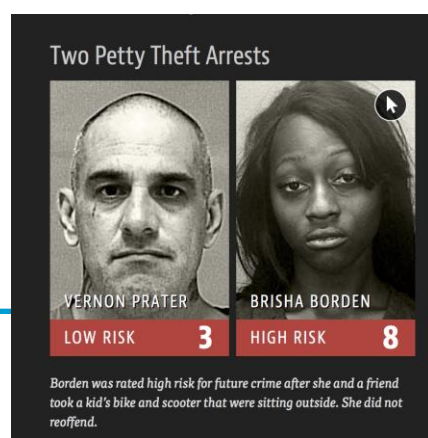 Two Petty Theft Arrests
VERNON PRATER
BRISHA BORDEN
LOW RISK 3
HIGH RISK 8
Borden was rated high risk for future crime after she and a friend
took a kid's bike and scooter that were sitting outside. She did not
reoffend.